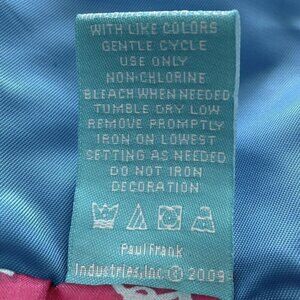 WITH LIKE COLORS
GENTLE CYCLE
USE ONLY
NON-CHLORINE
BLEACH WHEN NEEDED
TUMBLE DRY LOW
REMOVE PROMPTLY
IRON ON LOWEST
SETTING AS NEEDED
DO NOT IRON
DECORATION
Paul Frank
Industries, Inc. © 2009